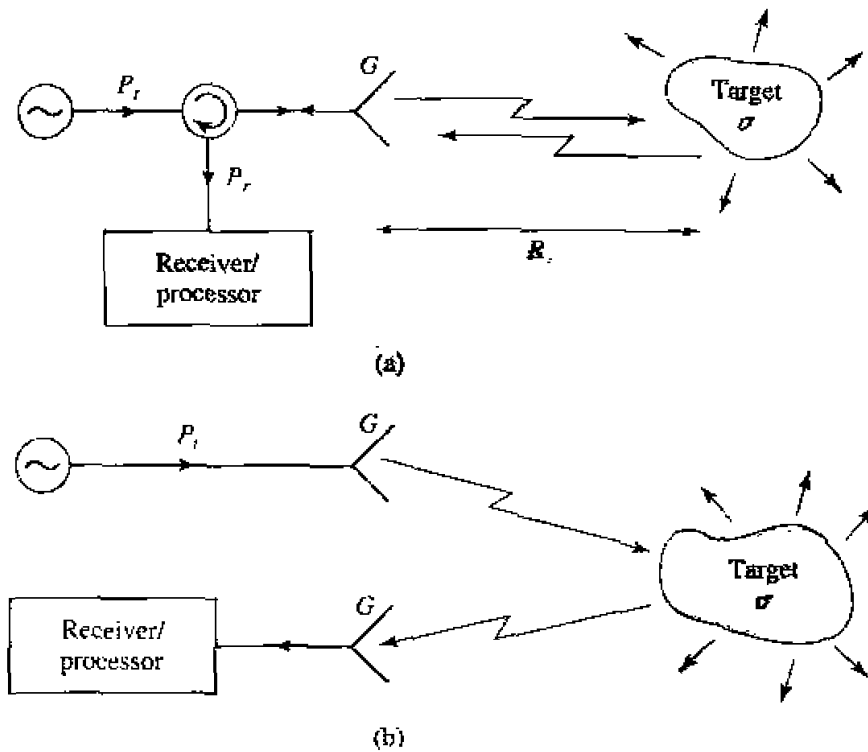 G
P_t
Target
σ
P_r
R
Receiver/
processor
(a)
G
P_t
Target
σ
G
Receiver/
processor
(b)